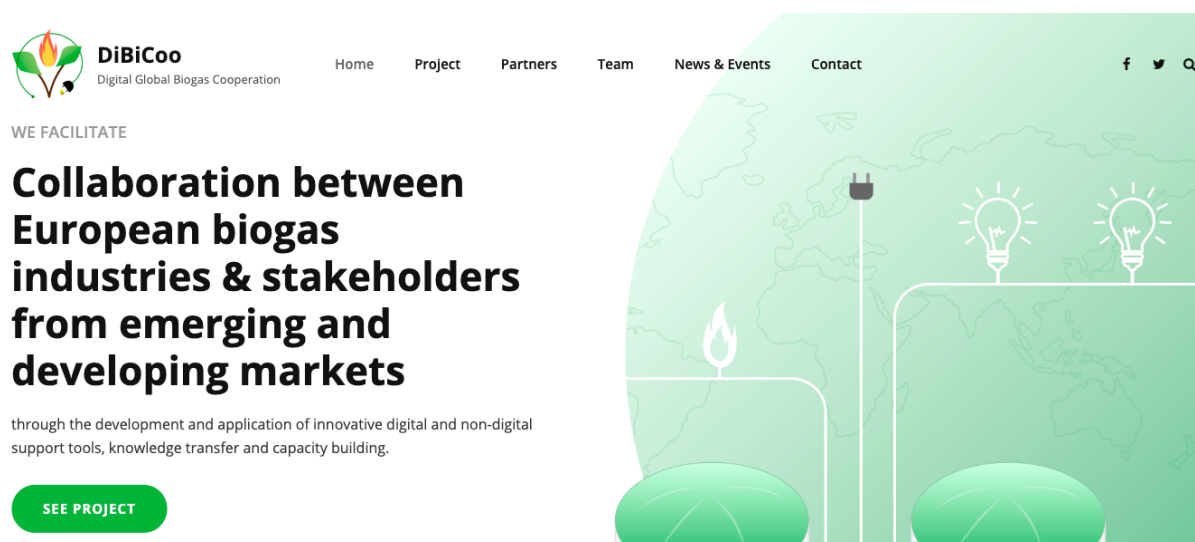 DiBiCoo
Digital Global Biogas Cooperation
Home Project Partners Team News & Events Contact
WE FACILITATE
Collaboration between
European biogas
industries & stakeholders
from emerging and
developing markets
through the development and application of innovative digital and non-digital
support tools, knowledge transfer and capacity building.
SEE PROJECT